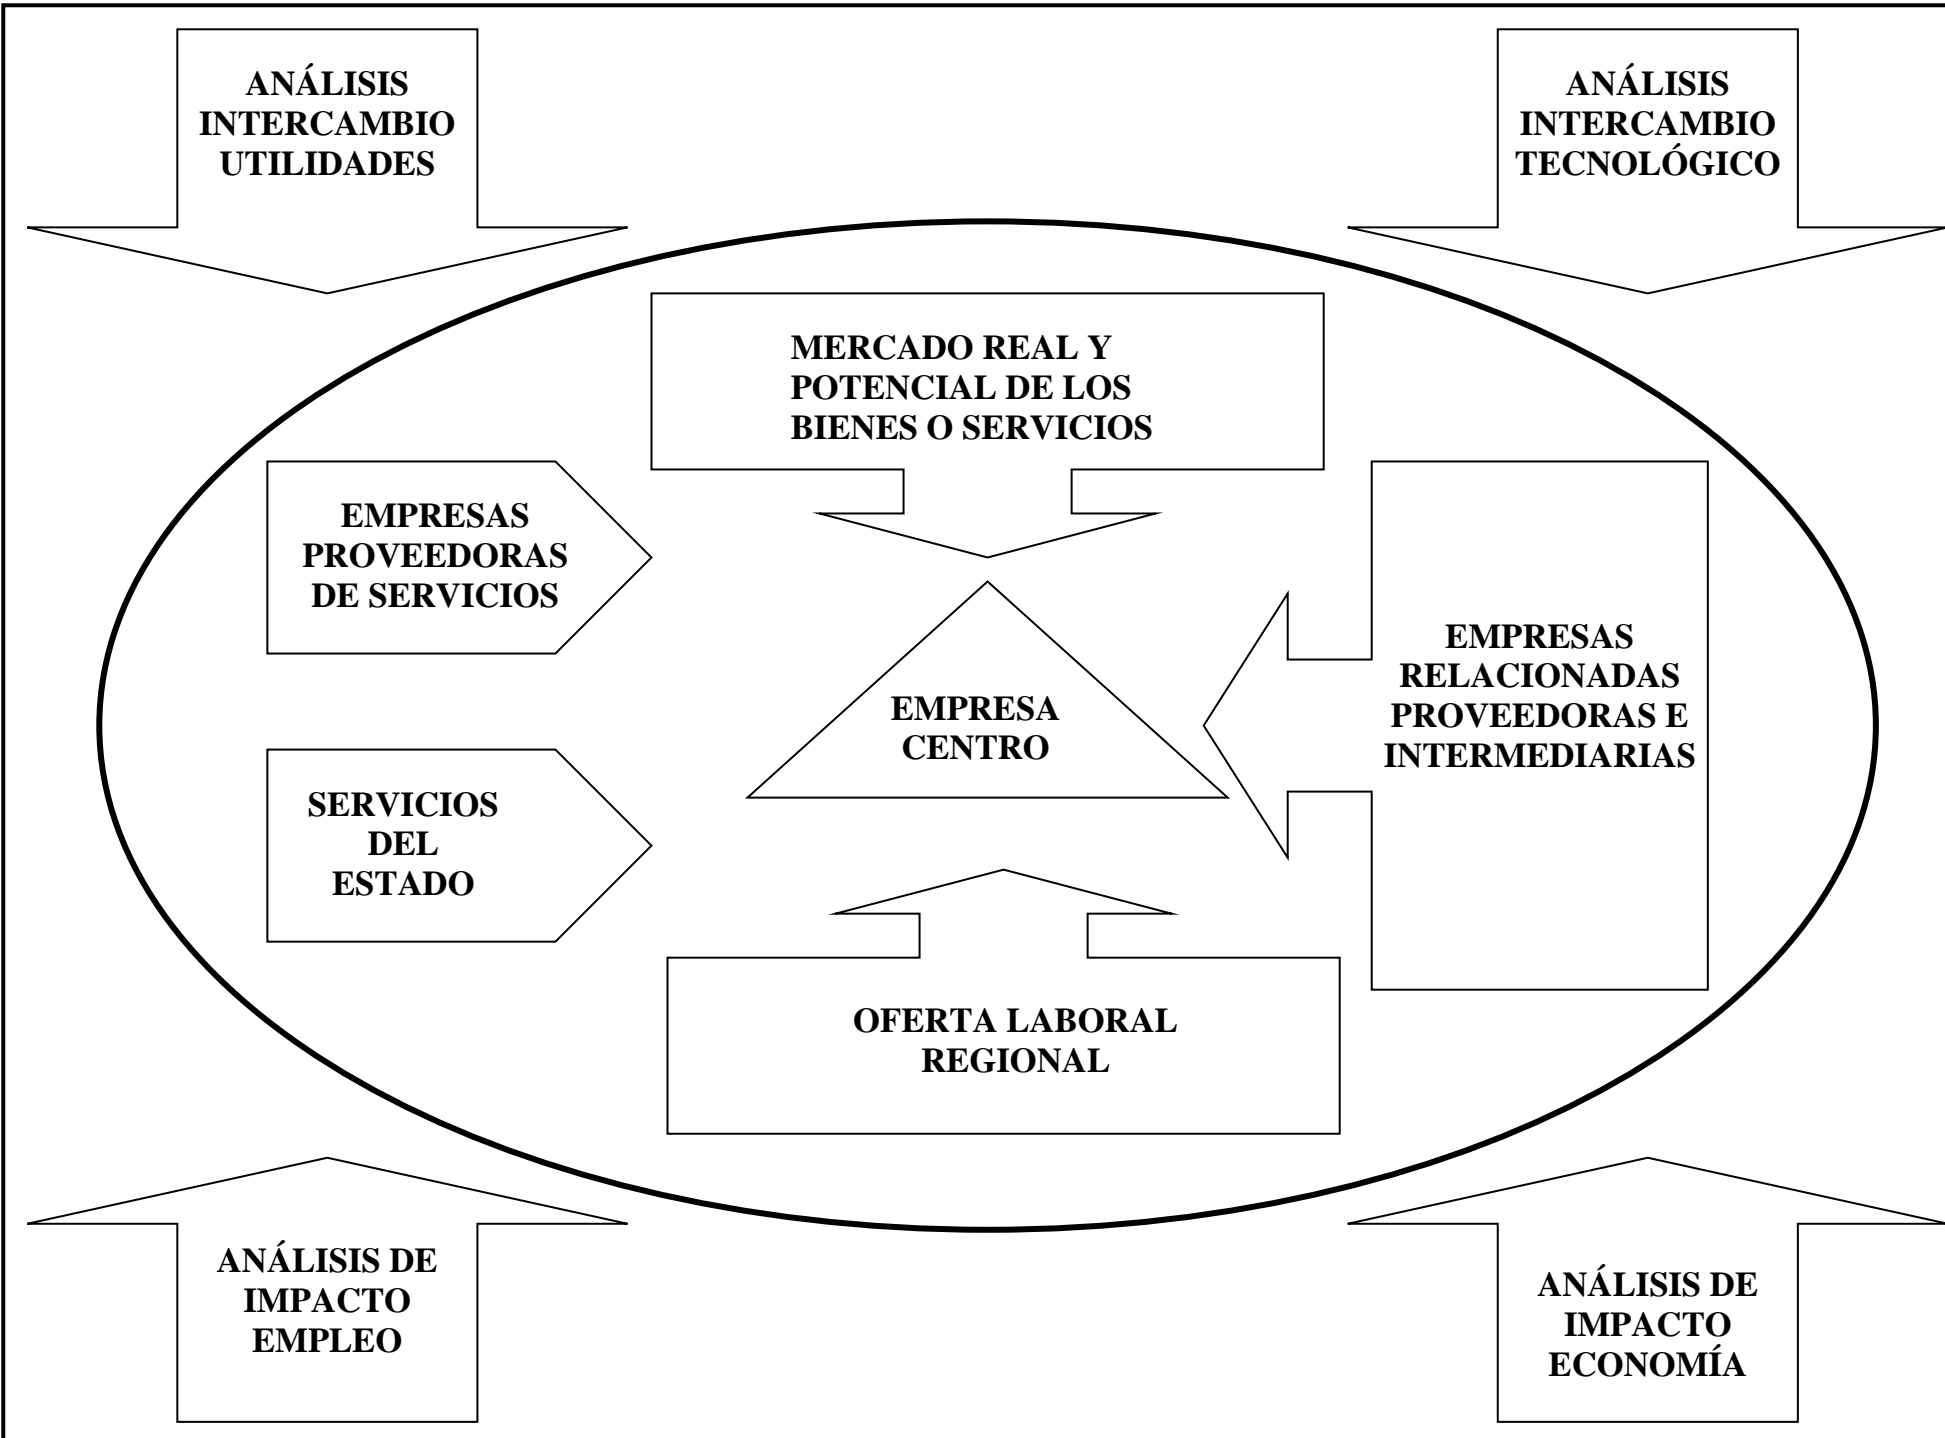 ANÁLISIS
INTERCAMBIO
UTILIDADES
ANÁLISIS
INTERCAMBIO
TECNOLÓGICO
MERCADO REAL Y
POTENCIAL DE LOS
BIENES O SERVICIOS
EMPRESAS
PROVEEDORAS
DE SERVICIOS
EMPRESA
CENTRO
EMPRESAS
RELACIONADAS
PROVEEDORAS E
INTERMEDIARIAS
SERVICIOS
DEL
ESTADO
OFERTA LABORAL
REGIONAL
ANÁLISIS DE
IMPACTO
EMPLEO
ANÁLISIS DE
IMPACTO
ECONOMÍA